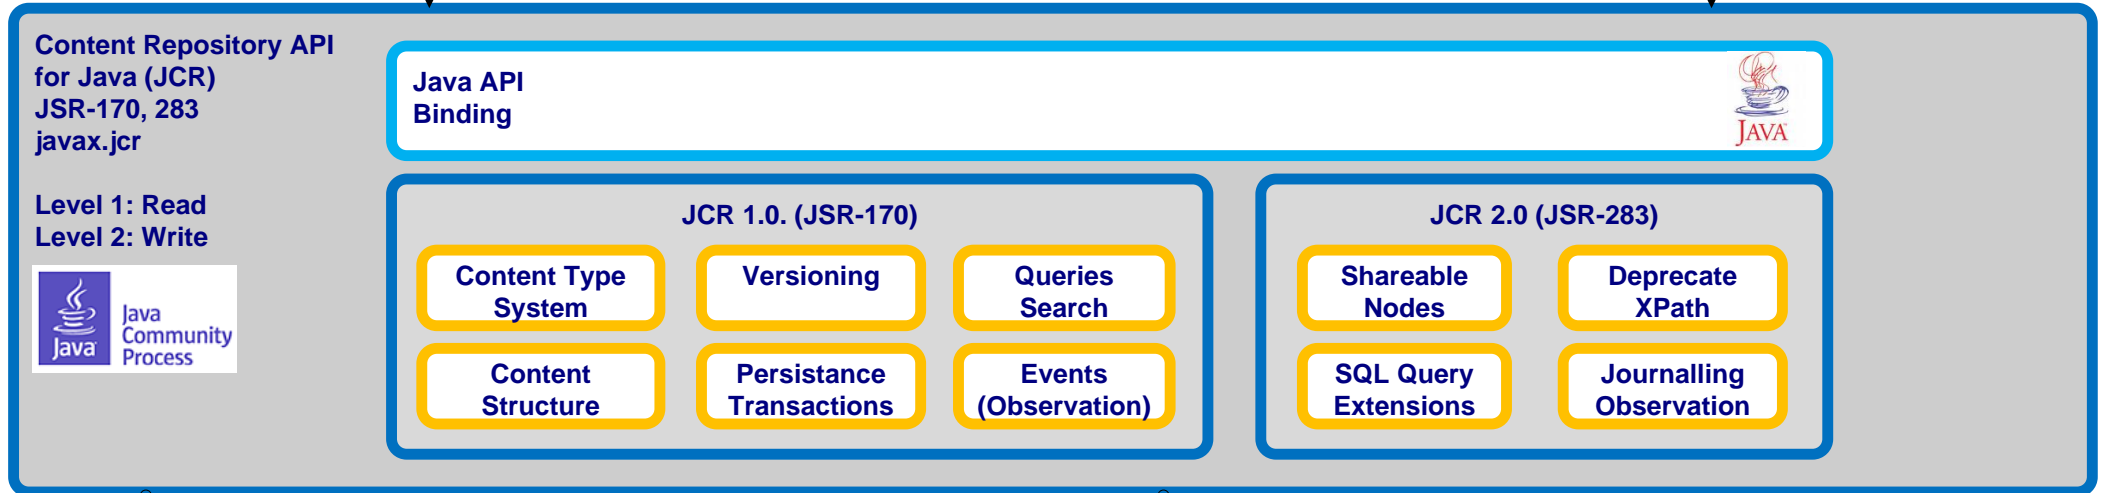 Content Repository API
for Java (JCR)
JSR-170, 283
javax.jcr
Level 1: Read
Level 2: Write
Java
Java
Community
Process
Java API
Binding
JAVA
JCR 1.0. (JSR-170)
Content Type
System
Versioning
Queries
Search
Content
Structure
Persistance
Transactions
Events
(Observation)
JCR 2.0 (JSR-283)
Shareable
Nodes
Deprecate
XPath
SQL Query
Extensions
Journalling
Observation